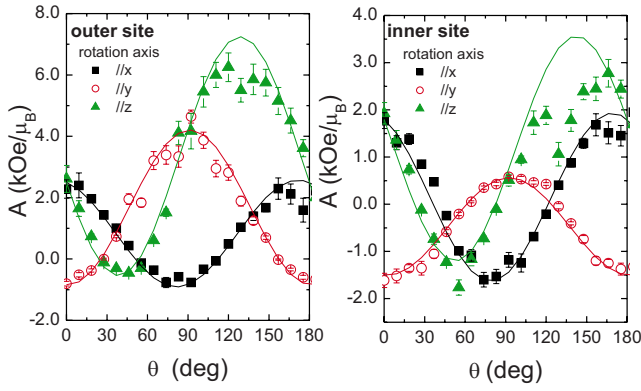 outer site
rotation axis
//x
//y
//z
A (kOe/μB)
8.0
6.0
4.0
2.0
0.0
-2.0
0 30 60 90 120 150 180
θ (deg)
inner site
rotation axis
//x
//y
//z
A (kOe/μB)
4.0
3.0
2.0
1.0
0.0
-1.0
-2.0
0 30 60 90 120 150 180
θ (deg)